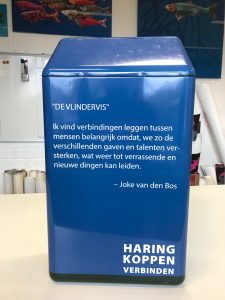 "DE VLINDERVIS"
Ik vind verbindingen leggen tussen
mensen belangrijk omdat, we zo de
verschillenden gaven en talenten ver-
sterken, wat weer tot verrassende en
nieuwe dingen kan leiden.
– Joke van den Bos
HARING
KOPPEN
VERBINDEN